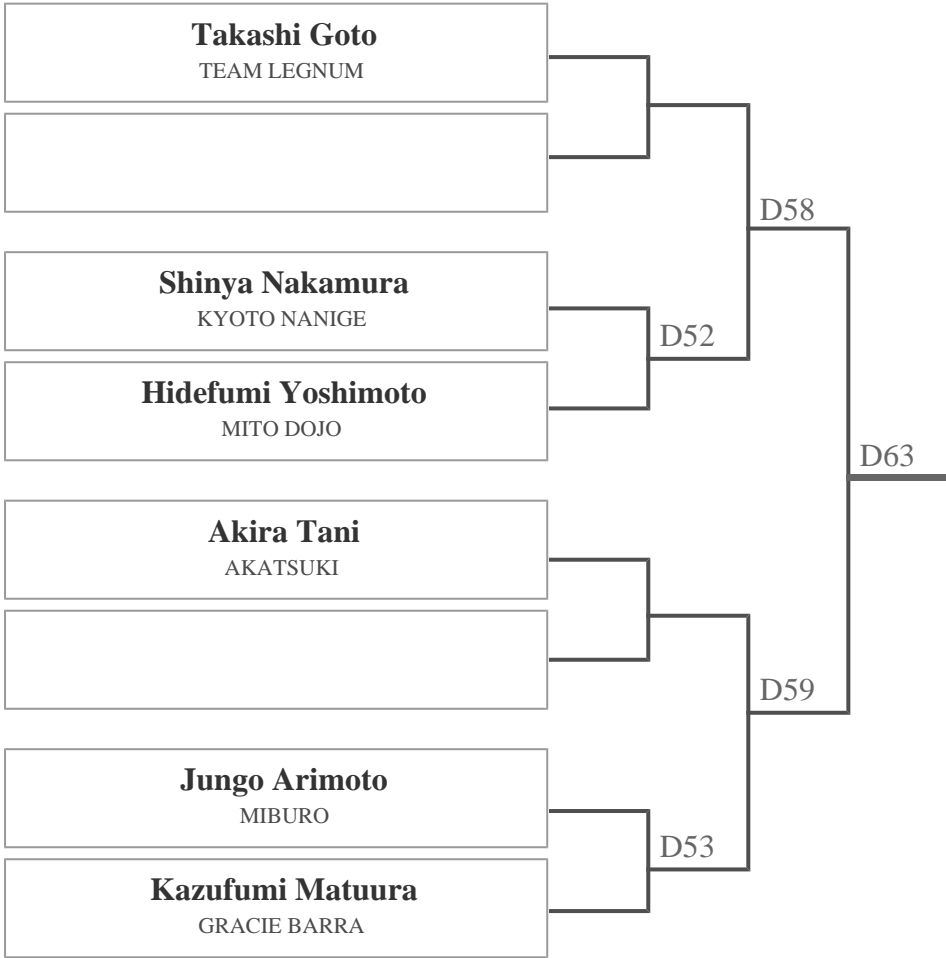 Takashi Goto
TEAM LEGNUM
D58
Shinya Nakamura
KYOTO NANIGE
D52
Hidefumi Yoshimoto
MITO DOJO
D63
Akira Tani
AKATSUKI
D59
Jungo Arimoto
MIBURO
D53
Kazufumi Matuura
GRACIE BARRA